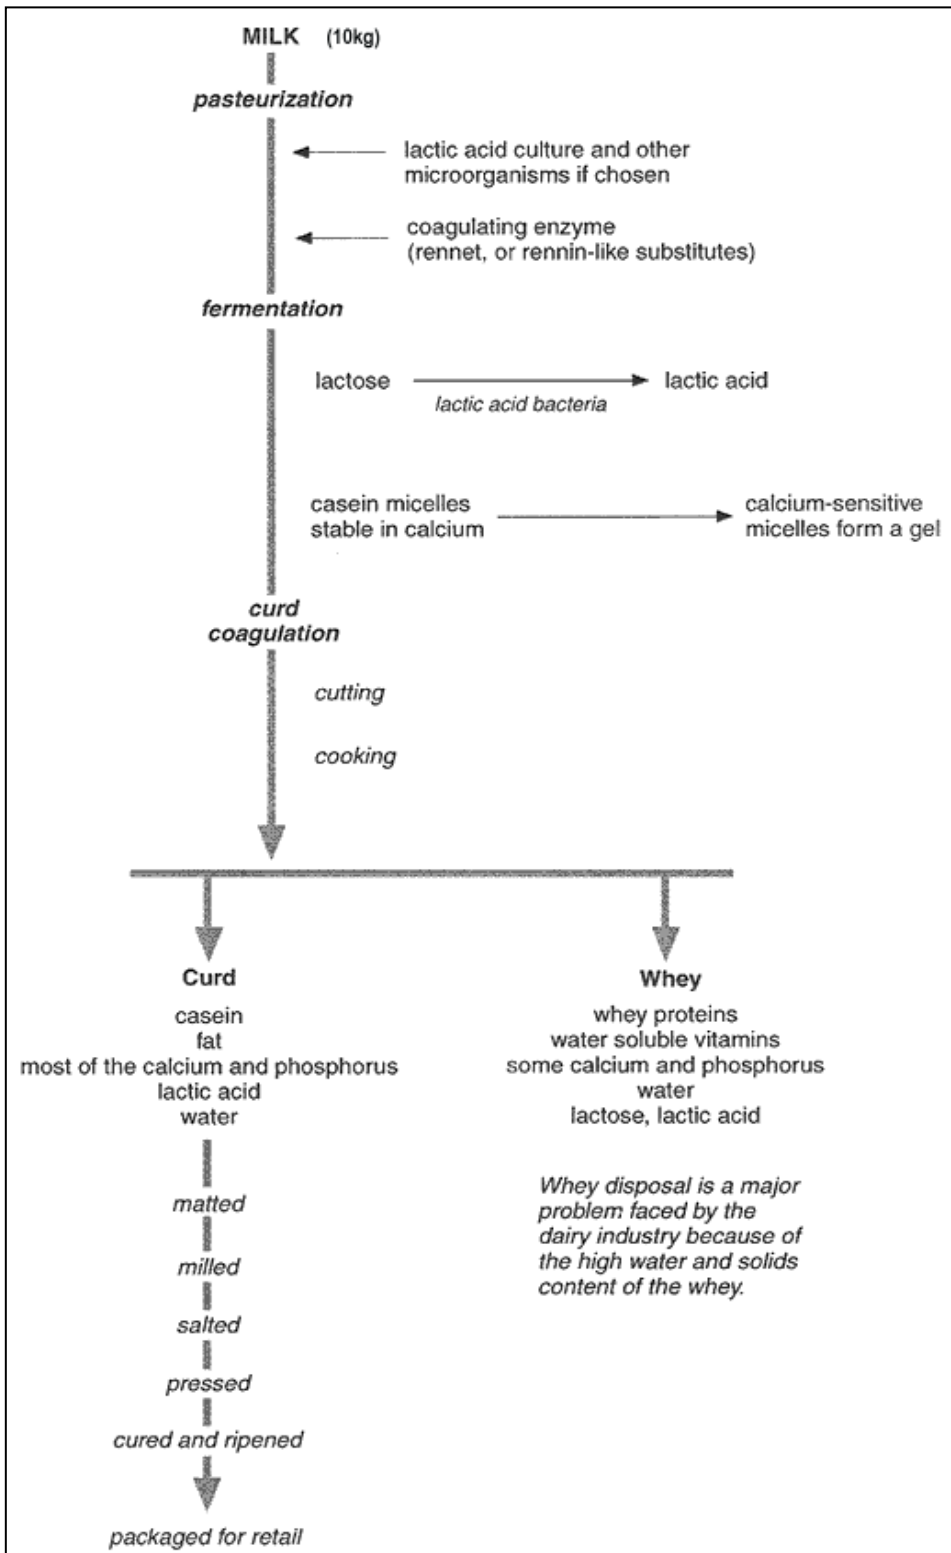 MILK (10kg)
pasteurization
lactic acid culture and other
microorganisms if chosen
coagulating enzyme
(rennet, or rennin-like substitutes)
fermentation
lactose
lactic acid
lactic acid bacteria
casein micelles
stable in calcium
calcium-sensitive
micelles form a gel
curd
coagulation
cutting
cooking
Curd
casein
fat
most of the calcium and phosphorus
lactic acid
water
matted
milled
salted
pressed
cured and ripened
packaged for retail
Whey
whey proteins
water soluble vitamins
some calcium and phosphorus
water
lactose, lactic acid
Whey disposal is a major
problem faced by the
dairy industry because of
the high water and solids
content of the whey.